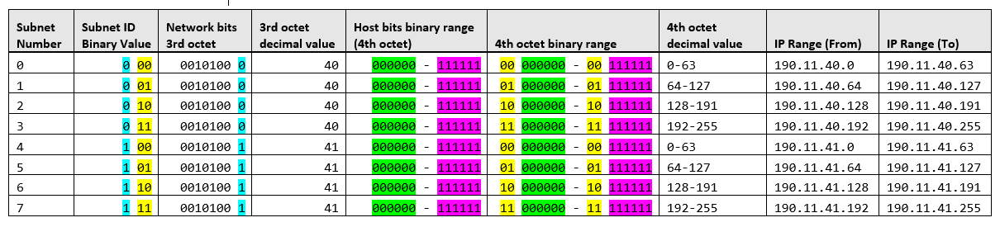 Subnet Number	Subnet ID Binary Value	Network bits 3rd octet	3rd octet decimal value	Host bits binary range (4th octet)	4th octet binary range	4th octet decimal value	IP Range (From)	IP Range (To)
0	0 00	0010100 0	40	000000 - 111111	00 000000 - 00 111111	0-63	190.11.40.0	190.11.40.63
1	0 01	0010100 0	40	000000 - 111111	01 000000 - 01 111111	64-127	190.11.40.64	190.11.40.127
2	0 10	0010100 0	40	000000 - 111111	10 000000 - 10 111111	128-191	190.11.40.128	190.11.40.191
3	0 11	0010100 0	40	000000 - 111111	11 000000 - 11 111111	192-255	190.11.40.192	190.11.40.255
4	1 00	0010100 1	41	000000 - 111111	00 000000 - 00 111111	0-63	190.11.41.0	190.11.41.63
5	1 01	0010100 1	41	000000 - 111111	01 000000 - 01 111111	64-127	190.11.41.64	190.11.41.127
6	1 10	0010100 1	41	000000 - 111111	10 000000 - 10 111111	128-191	190.11.41.128	190.11.41.191
7	1 11	0010100 1	41	000000 - 111111	11 000000 - 11 111111	192-255	190.11.41.192	190.11.41.255